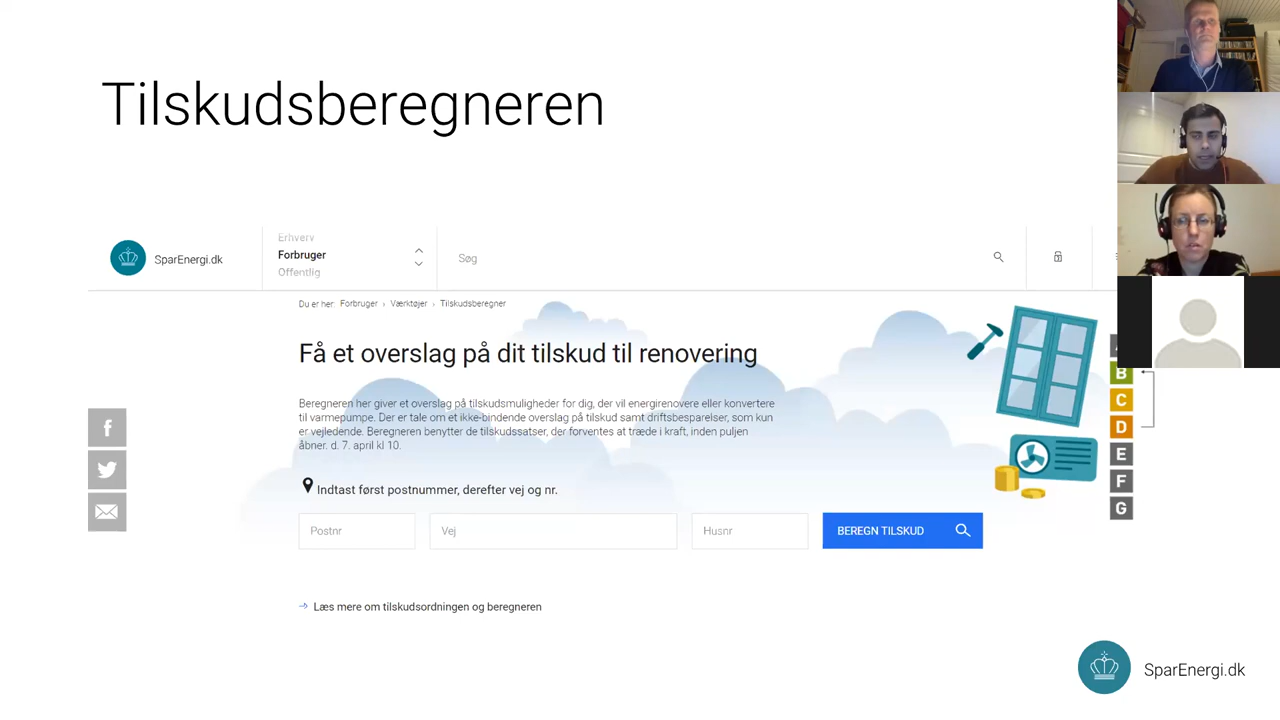 Tilskudsberegneren
SparEnergi.dk
Erhverv
Forbruger
Offentlig
Søg
Du er her: Forbruger › Værktøjer › Tilskudsberegner
Få et overslag på dit tilskud til renovering
Beregneren her giver et overslag på tilskudsmuligheder for dig, der vil energirenovere eller konvertere
til varmepumpe. Der er tale om et ikke-bindende overslag på tilskud samt driftsbesparelser, som kun
er vejledende. Beregneren benytter de tilskudssatser, der forventes at træde i kraft, inden puljen
åbner. d. 7. april kl 10.
Indtast først postnummer, derefter vej og nr.
Postnr
Vej
Husnr
BEREGN TILSKUD
Læs mere om tilskudsordningen og beregneren
B
C
D
E
F
G
SparEnergi.dk